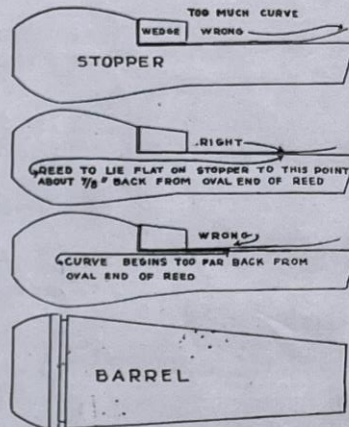 TOO MUCH CURVE
WEDGE WRONG
STOPPER
RIGHT
REED TO LIE FLAT ON STOPPER TO THIS POINT
ABOUT 7/8" BACK FROM OVAL END OF REED
WRONG
CURVE BEGINS TOO FAR BACK FROM
OVAL END OF REED
BARREL